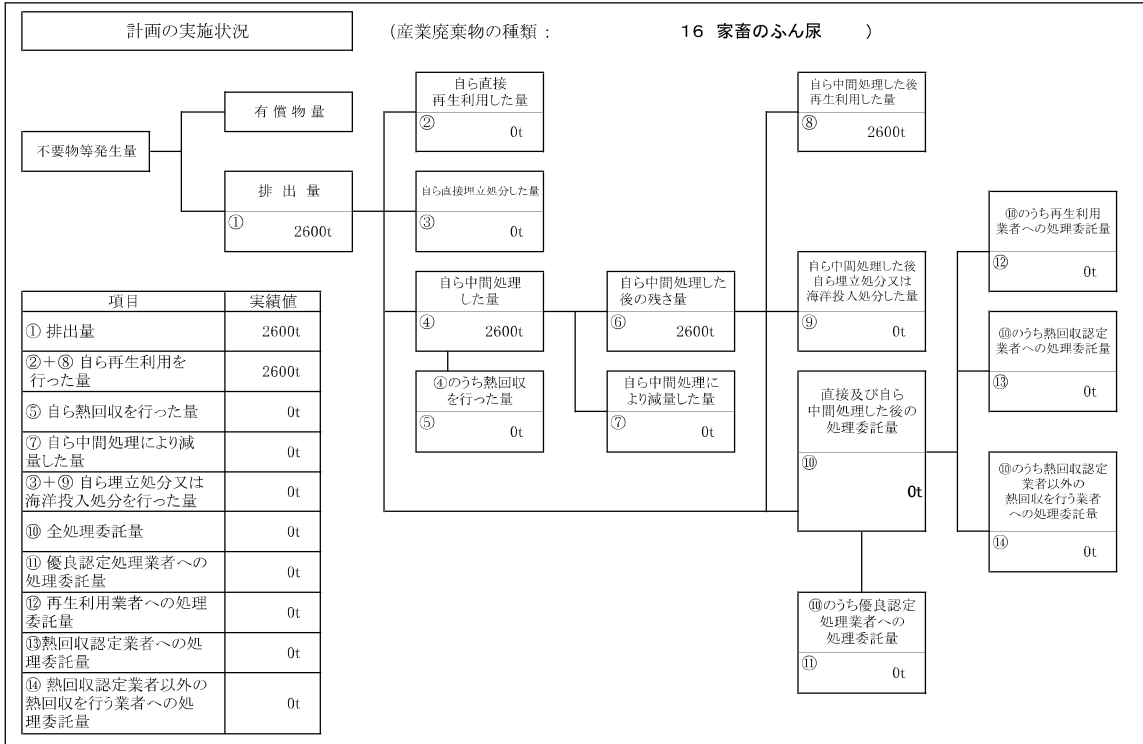 計画の実施状況
(産業廃棄物の種類： 16 家畜のふん尿 )
不要物等発生量
有償物量
排出量
①
2600t
自ら直接
再生利用した量
②
0t
自ら直接埋立処分した量
③
0t
自ら中間処理
した量
④
2600t
④のうち熱回収
を行った量
⑤
0t
自ら中間処理した
後の残さ量
⑥
2600t
自ら中間処理に
より減量した量
⑦
0t
自ら中間処理した後
再生利用した量
⑧
2600t
自ら中間処理した後
自ら埋立処分又は
海洋投入処分した量
⑨
0t
直接及び自ら
中間処理した後の
処理委託量
⑩
0t
⑩のうち優良認定
処理業者への
処理委託量
⑪
0t
⑩のうち再生利用
業者への処理委託量
⑫
0t
⑩のうち熱回収認定
業者への処理委託量
⑬
0t
⑩のうち熱回収認定
業者以外の
熱回収を行う業者
への処理委託量
⑭
0t
項目 実績値
① 排出量 2600t
②＋⑧ 自ら再生利用を
行った量 2600t
⑤ 自ら熱回収を行った量 0t
⑦ 自ら中間処理により減
量した量 0t
③＋⑨ 自ら埋立処分又は
海洋投入処分を行った量 0t
⑩ 全処理委託量 0t
⑪ 優良認定処理業者への
処理委託量 0t
⑫ 再生利用業者への処理
委託量 0t
⑬熱回収認定業者への処
理委託量 0t
⑭ 熱回収認定業者以外の
熱回収を行う業者への処
理委託量 0t